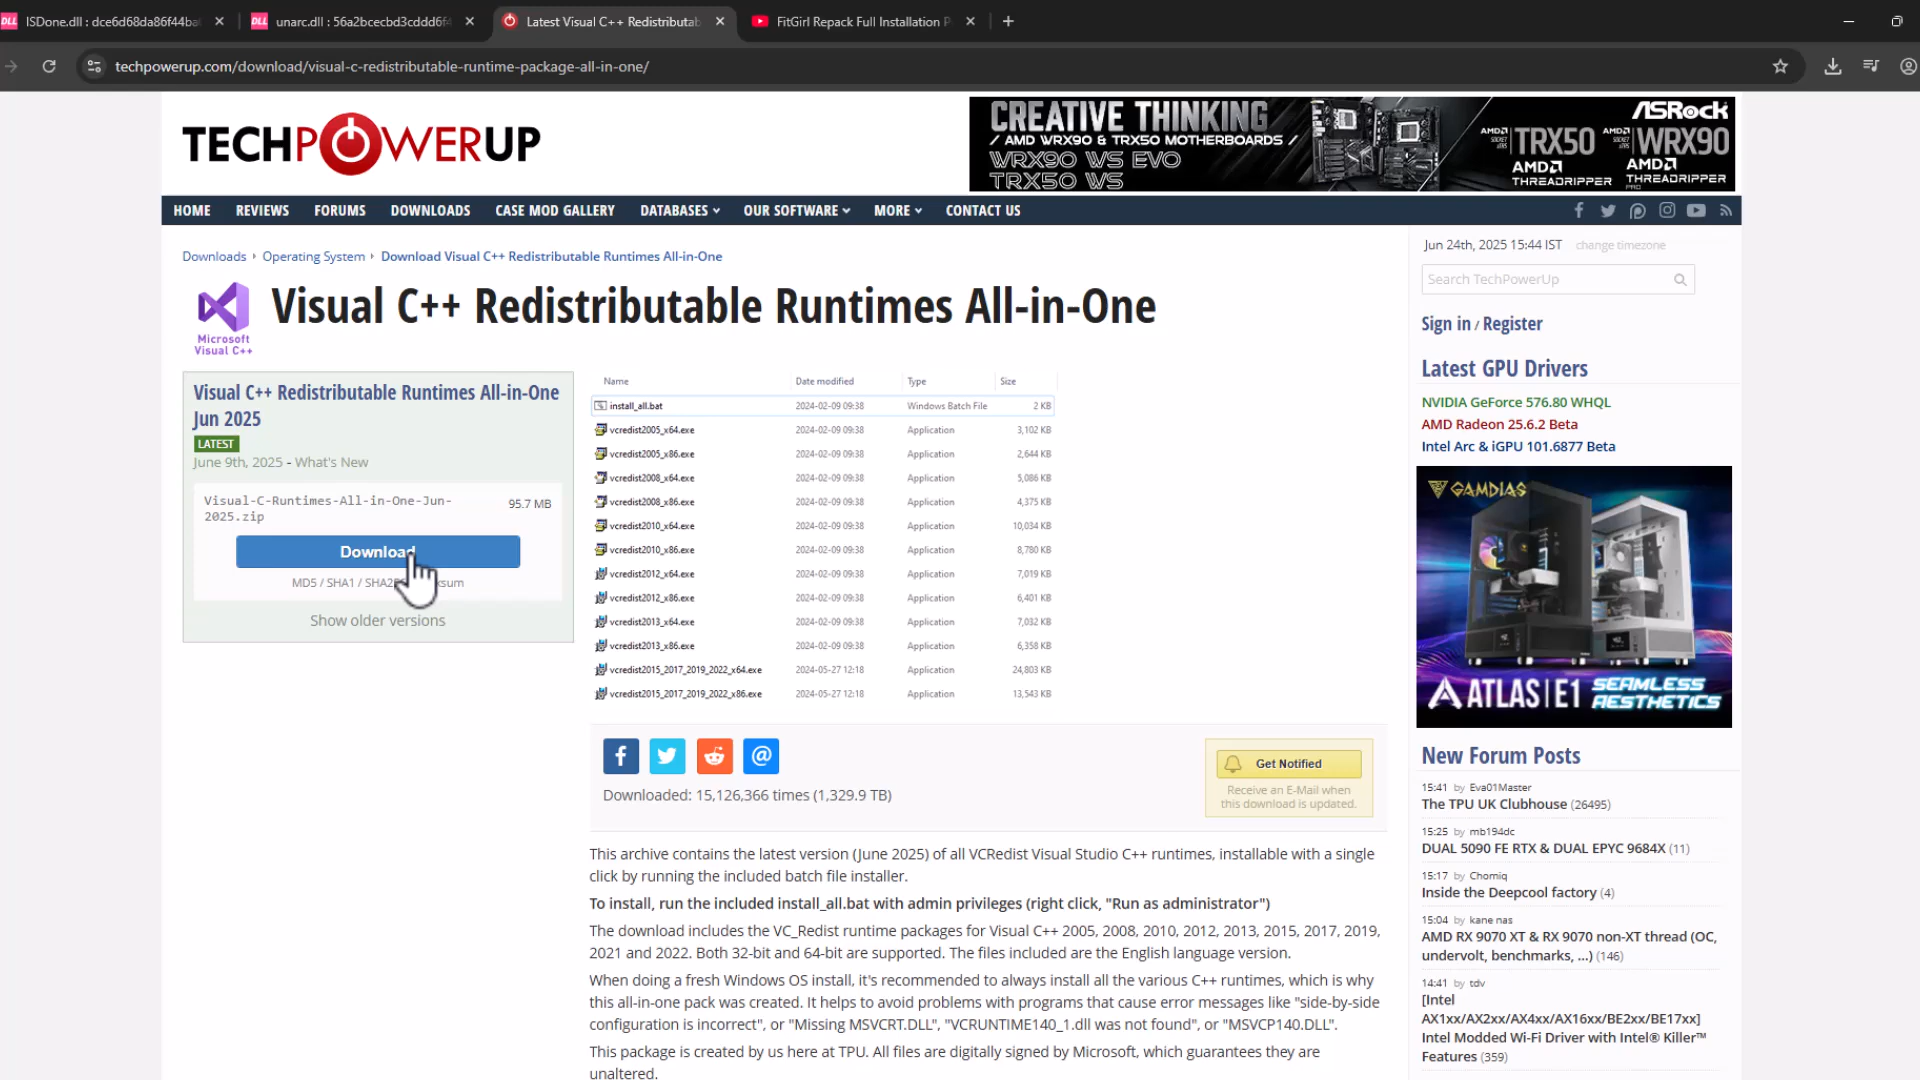 ISDone.dll : dce6d68da86f44ba
unarc.dll : 56a2bcecbd3cddd6f
Latest Visual C++ Redistributab
FitGirl Repack Full Installation P
techpowerup.com/download/visual-c-redistributable-runtime-package-all-in-one/
TECHPOWERUP
CREATIVE THINKING
/ AMD WRX90 & TRX50 MOTHERBOARDS /
WRX90 WS EVO
TRX50 WS
ASRock
TRX50
WRX90
AMD
THREADRIPPER
AMD
THREADRIPPER
HOME REVIEWS FORUMS DOWNLOADS CASE MOD GALLERY DATABASES OUR SOFTWARE MORE CONTACT US
Downloads Operating System Download Visual C++ Redistributable Runtimes All-in-One
Jun 24th, 2025 15:44 IST change timezone
Search TechPowerUp
Microsoft
Visual C++
Visual C++ Redistributable Runtimes All-in-One
Sign in / Register
Visual C++ Redistributable Runtimes All-in-One
Jun 2025
LATEST
June 9th, 2025 - What's New
Visual-C-Runtimes-All-in-One-Jun-
2025.zip
95.7 MB
Download
MD5 / SHA1 /
Show older versions
Name Date modified Type Size
install_all.bat 2024-02-09 09:38 Windows Batch File 2 KB
vcredist2005_x64.exe 2024-02-09 09:38 Application 3,102 KB
vcredist2005_x86.exe 2024-02-09 09:38 Application 2,644 KB
vcredist2008_x64.exe 2024-02-09 09:38 Application 5,086 KB
vcredist2008_x86.exe 2024-02-09 09:38 Application 4,375 KB
vcredist2010_x64.exe 2024-02-09 09:38 Application 10,034 KB
vcredist2010_x86.exe 2024-02-09 09:38 Application 8,780 KB
vcredist2012_x64.exe 2024-02-09 09:38 Application 7,019 KB
vcredist2012_x86.exe 2024-02-09 09:38 Application 6,401 KB
vcredist2013_x64.exe 2024-02-09 09:38 Application 7,032 KB
vcredist2013_x86.exe 2024-02-09 09:38 Application 6,358 KB
vcredist2015_2017_2019_2022_x64.exe 2024-05-27 12:18 Application 24,803 KB
vcredist2015_2017_2019_2022_x86.exe 2024-05-27 12:18 Application 13,543 KB
Downloaded: 15,126,366 times (1,329.9 TB)
Get Notified
Receive an E-Mail when
this download is updated.
This archive contains the latest version (June 2025) of all VCRedist Visual Studio C++ runtimes, installable with a single
click by running the included batch file installer.
To install, run the included install_all.bat with admin privileges (right click, "Run as administrator")
The download includes the VC_Redist runtime packages for Visual C++ 2005, 2008, 2010, 2012, 2013, 2015, 2017, 2019,
2021 and 2022. Both 32-bit and 64-bit are supported. The files included are the English language version.
When doing a fresh Windows OS install, it's recommended to always install all the various C++ runtimes, which is why
this all-in-one pack was created. It helps to avoid problems with programs that cause error messages like "side-by-side
configuration is incorrect", or "Missing MSVCRT.DLL", "VCRUNTIME140_1.dll was not found", or "MSVCP140.DLL".
This package is created by us here at TPU. All files are digitally signed by Microsoft, which guarantees they are
unaltered.
Latest GPU Drivers
NVIDIA GeForce 576.80 WHQL
AMD Radeon 25.6.2 Beta
Intel Arc & iGPU 101.6877 Beta
GAMDIAS
ATLAS|E1 SEAMLESS
AESTHETICS
New Forum Posts
15:41 by Eva01Master
The TPU UK Clubhouse (26495)
15:25 by mb194dc
DUAL 5090 FE RTX & DUAL EPYC 9684X (11)
15:17 by Chomiq
Inside the Deepcool factory (4)
15:04 by kane nas
AMD RX 9070 XT & RX 9070 non-XT thread (OC,
undervolt, benchmarks, ...) (146)
14:41 by tdv
[Intel
AX1xx/AX2xx/AX4xx/AX16xx/BE2xx/BE17xx]
Intel Modded Wi-Fi Driver with Intel® Killer™
Features (359)